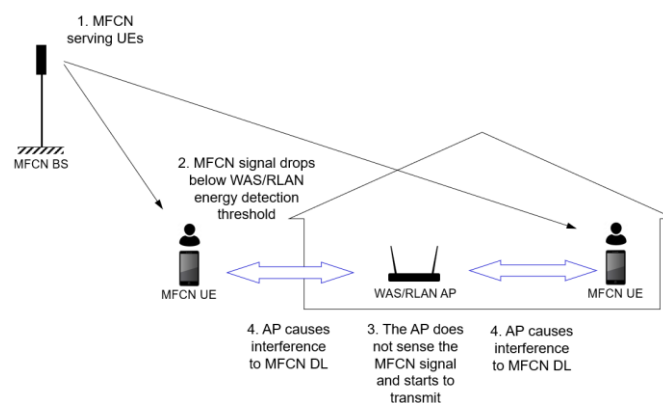 1. MFCN
serving UEs
MFCN BS
2. MFCN signal drops
below WAS/RLAN
energy detection
threshold
MFCN UE
WAS/RLAN AP
MFCN UE
4. AP causes
interference
to MFCN DL
3. The AP does
not sense the
MFCN signal
and starts to
transmit
4. AP causes
interference
to MFCN DL